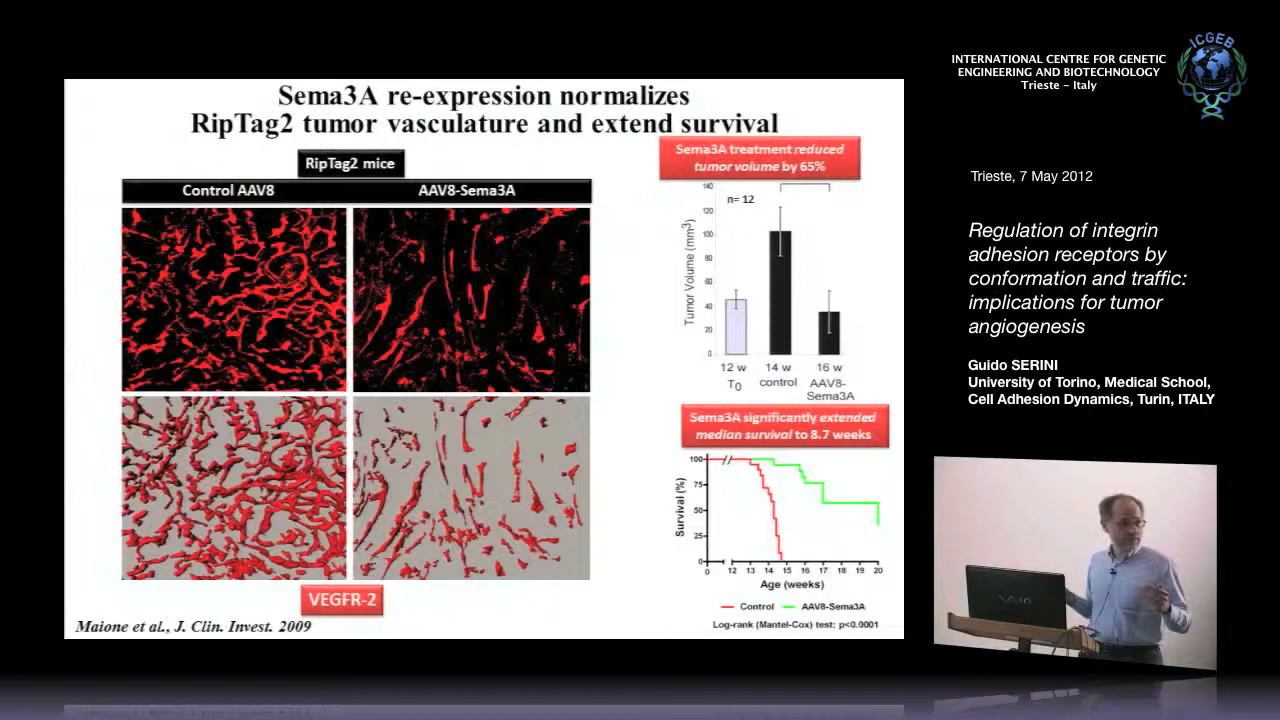 Sema3A re-expression normalizes
RipTag2 tumor vasculature and extend survival
RipTag2 mice
Control AAV8
AAV8-Sema3A
VEGFR-2
Maione et al., J. Clin. Invest. 2009
Sema3A treatment reduced
tumor volume by 65%
n= 12
Tumor Volume (mm3)
140
120
100
80
60
40
20
0
12 w
T0
14 w
control
16 w
AAV8-
Sema3A
Sema3A significantly extended
median survival to 8.7 weeks
Survival (%)
100
75
50
25
0
0 12 13 14 15 16 17 18 19 20
Age (weeks)
Control
AAV8-Sema3A
Log-rank (Mantel-Cox) test: p<0.0001
INTERNATIONAL CENTRE FOR GENETIC
ENGINEERING AND BIOTECHNOLOGY
Trieste - Italy
ICGEB
Trieste, 7 May 2012
Regulation of integrin
adhesion receptors by
conformation and traffic:
implications for tumor
angiogenesis
Guido SERINI
University of Torino, Medical School,
Cell Adhesion Dynamics, Turin, ITALY
VAIO